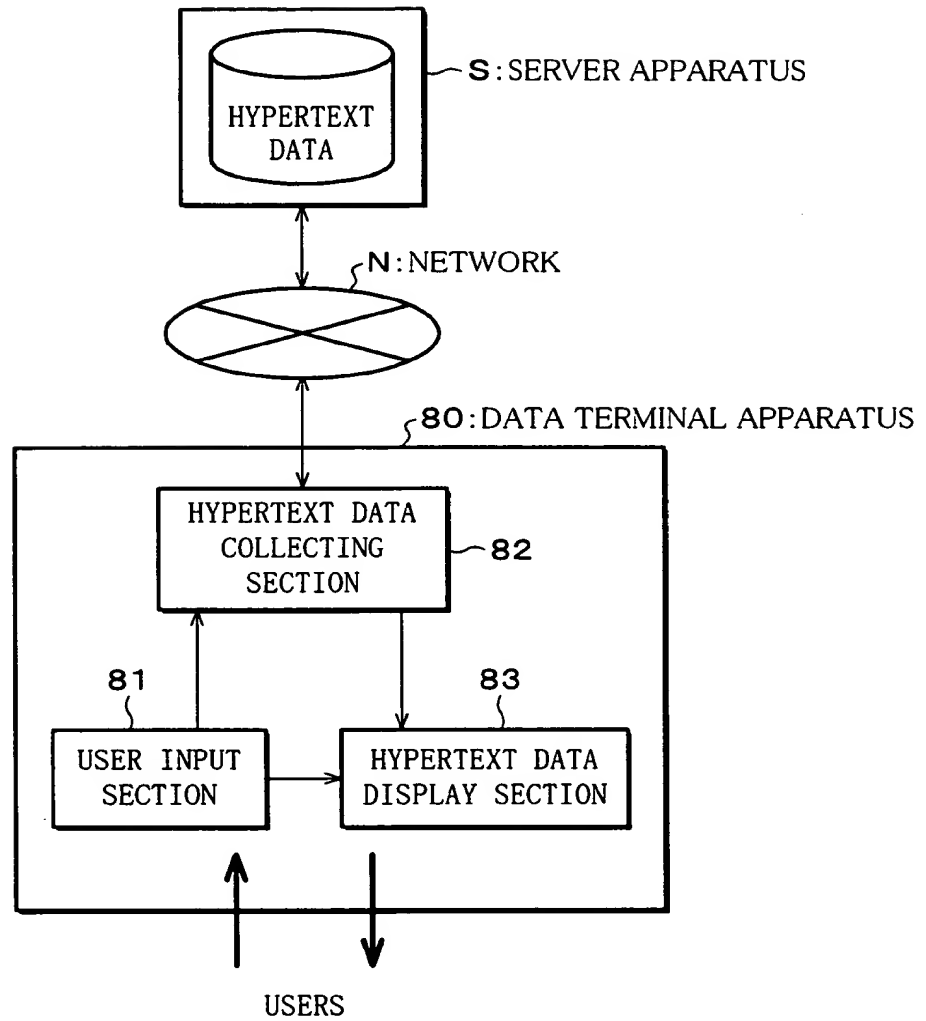 HYPERTEXT
DATA
S:SERVER APPARATUS
N:NETWORK
80:DATA TERMINAL APPARATUS
HYPERTEXT DATA
COLLECTING
SECTION
82
81
83
USER INPUT
SECTION
HYPERTEXT DATA
DISPLAY SECTION
USERS